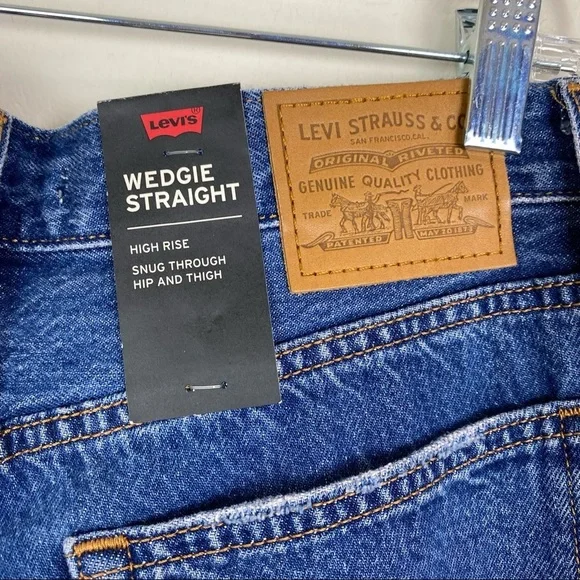 LEVI'S
WEDGIE
STRAIGHT
HIGH RISE
SNUG THROUGH
HIP AND THIGH
LEVI STRAUSS & CO
SAN FRANCISCO, CAL.
ORIGINAL RIVETED
GENUINE QUALITY CLOTHING
TRADE MARK
PATENTED MAY 20 1873